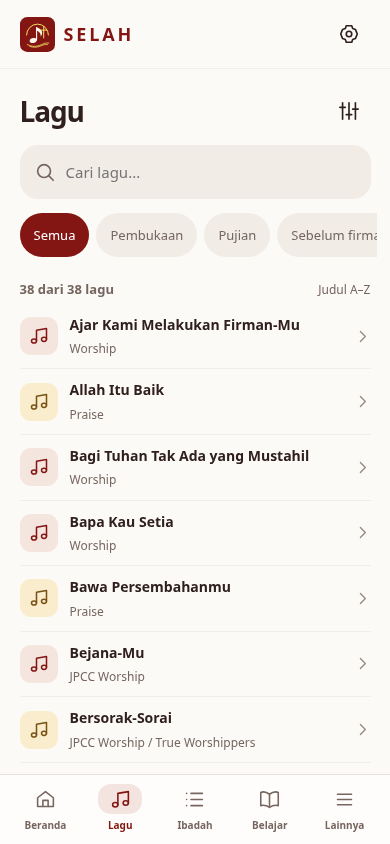 SELAH
Lagu
Cari lagu...
Semua
Pembukaan
Pujian
Sebelum firma
38 dari 38 lagu
Judul A–Z
Ajar Kami Melakukan Firman-Mu
Worship
Allah Itu Baik
Praise
Bagi Tuhan Tak Ada yang Mustahil
Worship
Bapa Kau Setia
Worship
Bawa Persembahanmu
Praise
Bejana-Mu
JPCC Worship
Bersorak-Sorai
JPCC Worship / True Worshippers
Beranda
Lagu
Ibadah
Belajar
Lainnya